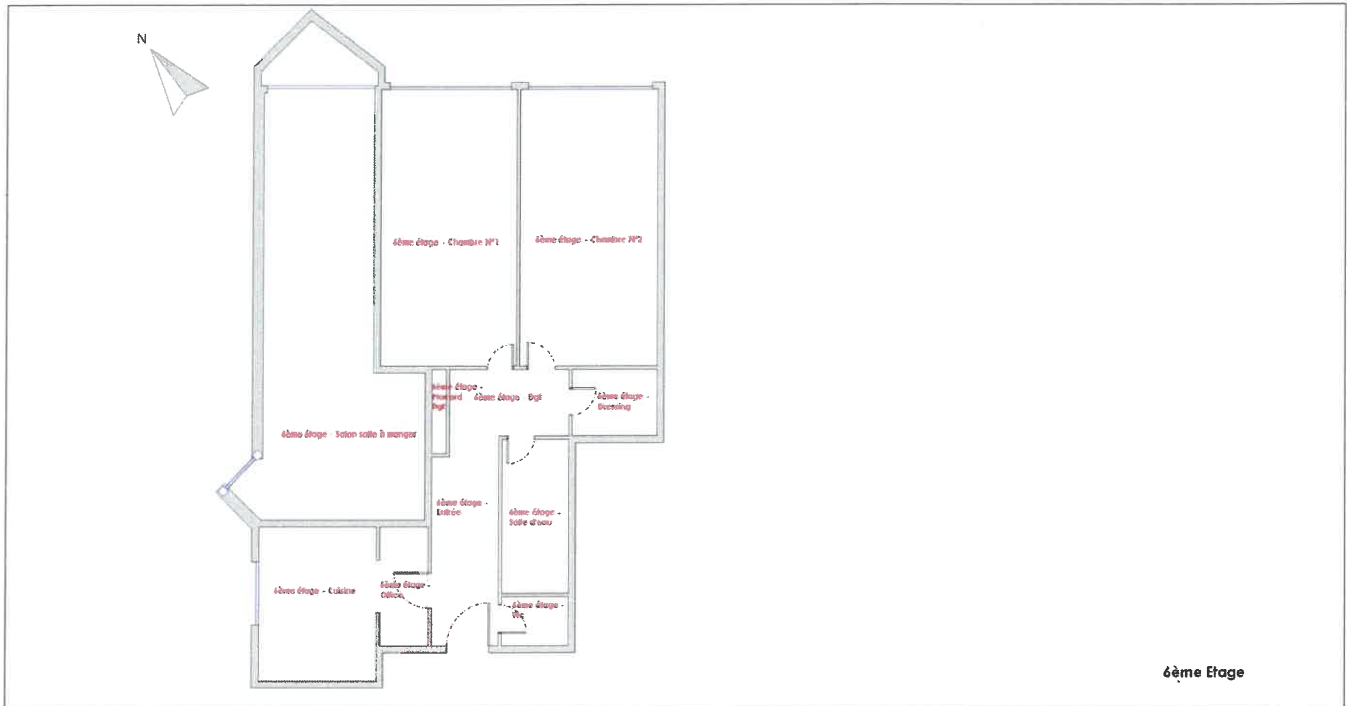 N
6ème étage - Chambre N°1
6ème étage - Chambre N°2
6ème étage -
Placard
Dgt
6ème étage - Dgt
6ème étage -
Dressing
6ème étage - Salon salle à manger
6ème étage -
Entrée
6ème étage -
Salle d'eau
6ème étage - Cuisine
6ème étage -
Office
6ème étage -
Wc
6ème Etage